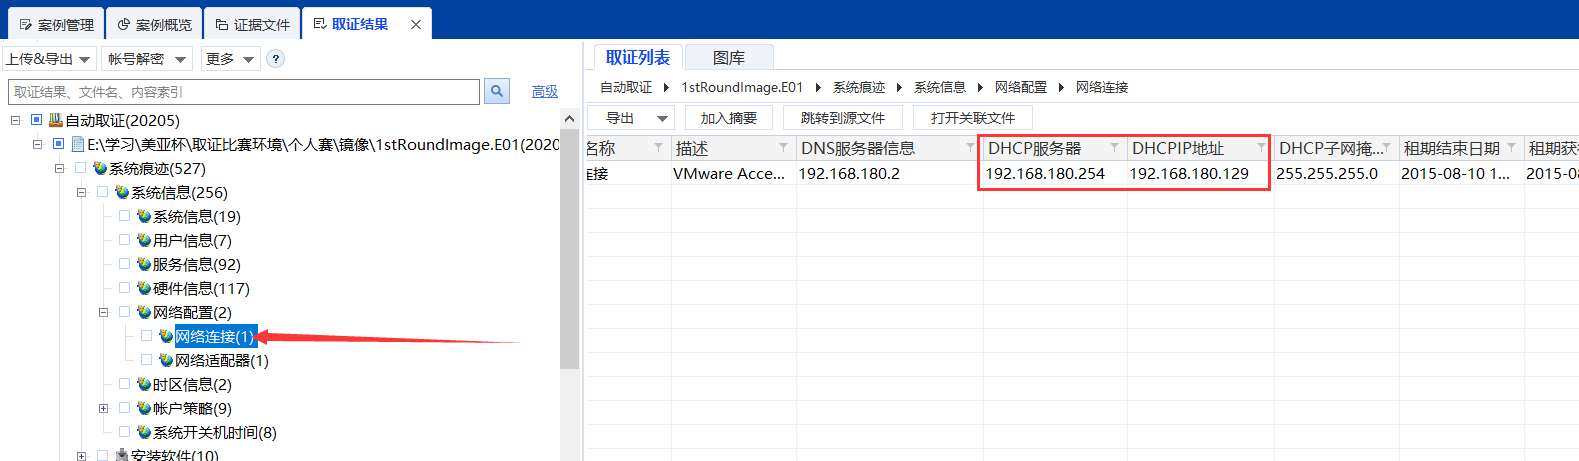 案例管理 案例概览 证据文件 取证结果
上传&导出 帐号解密 更多 ?
取证结果、文件名、内容索引 高级
自动取证(20205)
E:\学习\美亚杯\取证比赛环境\个人赛\镜像\1stRoundImage.E01(2020
系统痕迹(527)
系统信息(256)
系统信息(19)
用户信息(7)
服务信息(92)
硬件信息(117)
网络配置(2)
网络连接(1)
网络适配器(1)
时区信息(2)
帐户策略(9)
系统开关机时间(8)
安装软件(10)
取证列表 图库
自动取证 1stRoundImage.E01 系统痕迹 系统信息 网络配置 网络连接
导出 加入摘要 跳转到源文件 打开关联文件
名称 描述 DNS服务器信息 DHCP服务器 DHCPIP地址 DHCP子网掩... 租期结束日期 租期获
连接 VMware Acce... 192.168.180.2 192.168.180.254 192.168.180.129 255.255.255.0 2015-08-10 1... 2015-08